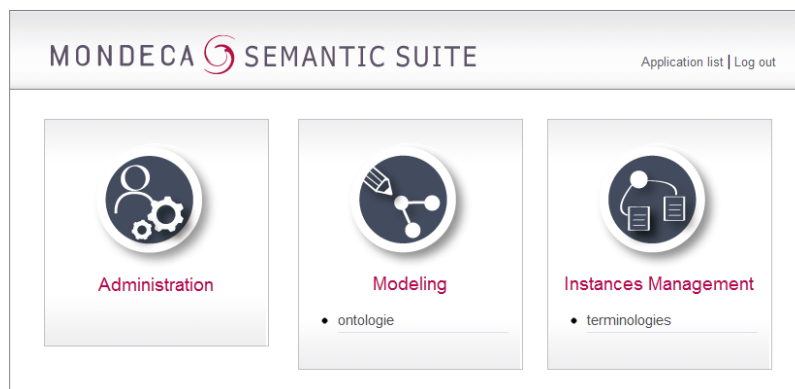 MONDECA SEMANTIC SUITE
Application list | Log out
Administration
Modeling
• ontologie
Instances Management
• terminologies